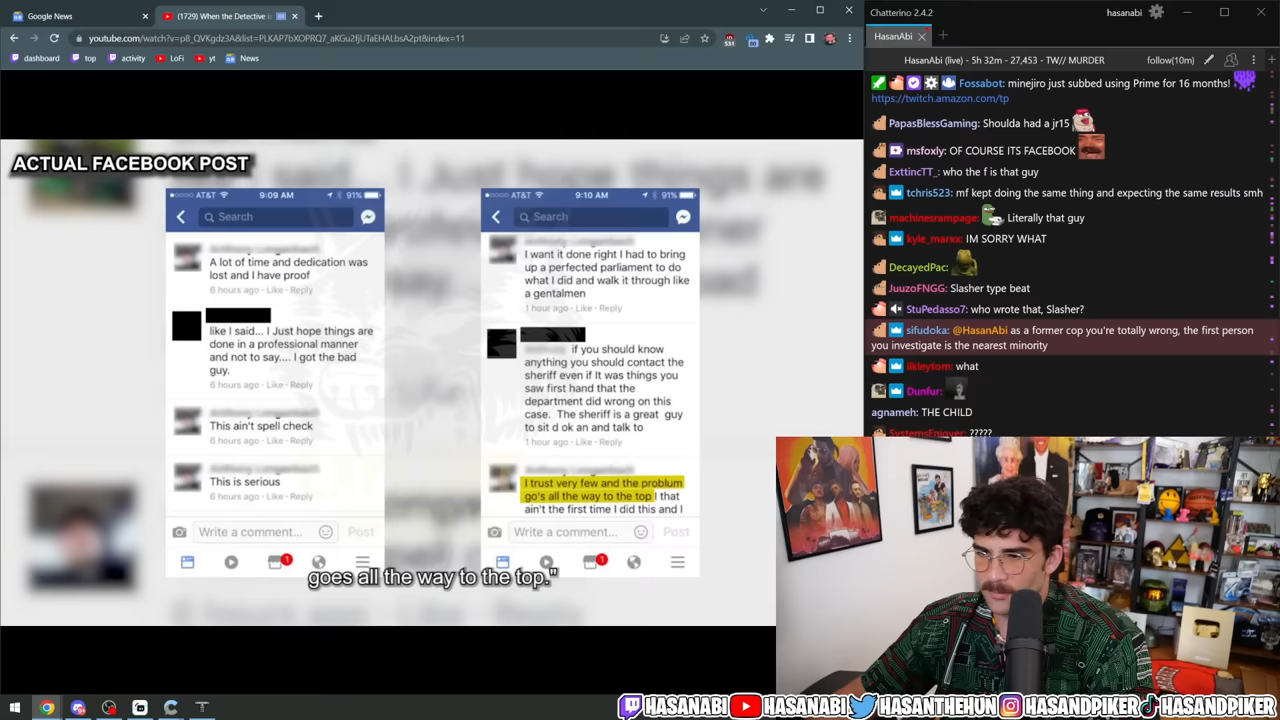 Google News
(1729) When the Detective i
youtube.com/watch?v=p8_QVKgdz3A&list=PLKAP7bXOPRQ7_aKGu2fjUTaEHALbsA2pt&index=11
dashboard
top
activity
LoFi
yt
News
ACTUAL FACEBOOK POST
AT&T
9:09 AM
91%
Search
A lot of time and dedication was
lost and I have proof
6 hours ago · Like · Reply
like I said... I Just hope things are
done in a professional manner
and not to say.... I got the bad
guy.
6 hours ago · Like · Reply
This ain't spell check
6 hours ago · Like · Reply
This is serious
6 hours ago · Like · Reply
Write a comment...
Post
1
AT&T
9:10 AM
91%
Search
I want it done right I had to bring
up a perfected parliament to do
what I did and walk it through like
a gentalmen
1 hour ago · Like · Reply
if you should know
anything you should contact the
sheriff even if It was things you
saw first hand that the
department did wrong on this
case. The sheriff is a great guy
to sit d ok an and talk to
1 hour ago · Like · Reply
I trust very few and the problum
go's all the way to the top I that
ain't the first time I did this and I
Write a comment...
Post
1
goes all the way to the top."
Chatterino 2.4.2
hasanabi
HasanAbi
HasanAbi (live) - 5h 32m - 27,453 - TW// MURDER
follow(10m)
Fossabot: minejiro just subbed using Prime for 16 months!
https://twitch.amazon.com/tp
PapasBlessGaming: Shoulda had a jr15
msfoxly: OF COURSE ITS FACEBOOK
ExttincTT_: who the f is that guy
tchris523: mf kept doing the same thing and expecting the same results smh
machinesrampage: Literally that guy
kyle_marxx: IM SORRY WHAT
DecayedPac:
JuuzoFNGG: Slasher type beat
StuPedasso7: who wrote that, Slasher?
sifudoka: @HasanAbi as a former cop you're totally wrong, the first person
you investigate is the nearest minority
ilkleytom: what
Dunfur:
agnameh: THE CHILD
SystemsEnigver: ?????
HASANABI
HASANABI
HASANTHEHUN
HASANDPIKER
HASANDPIKER